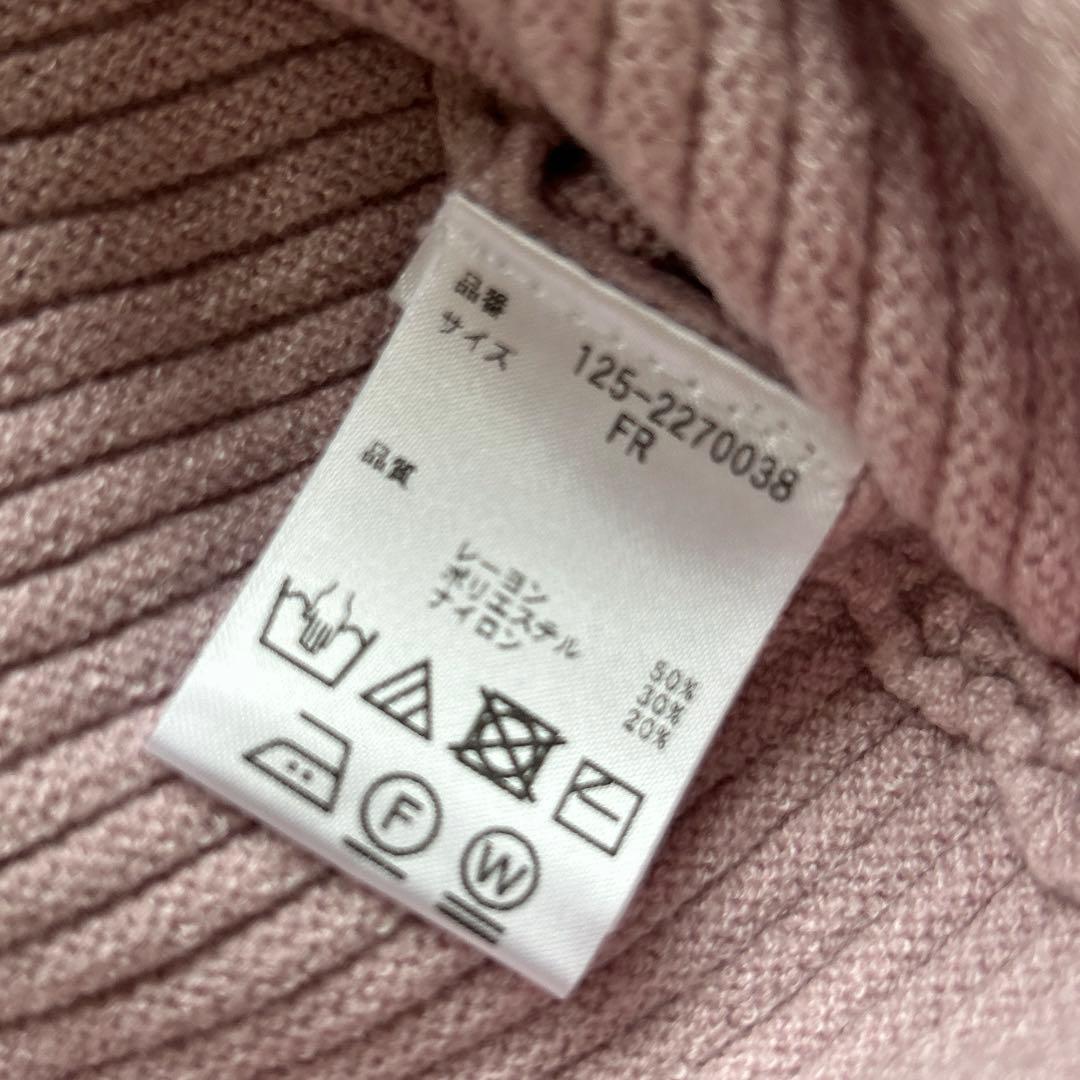 品番 125-2270038
サイズ FR
品質
レーヨン 50%
ポリエステル 30%
ナイロン 20%
F
W